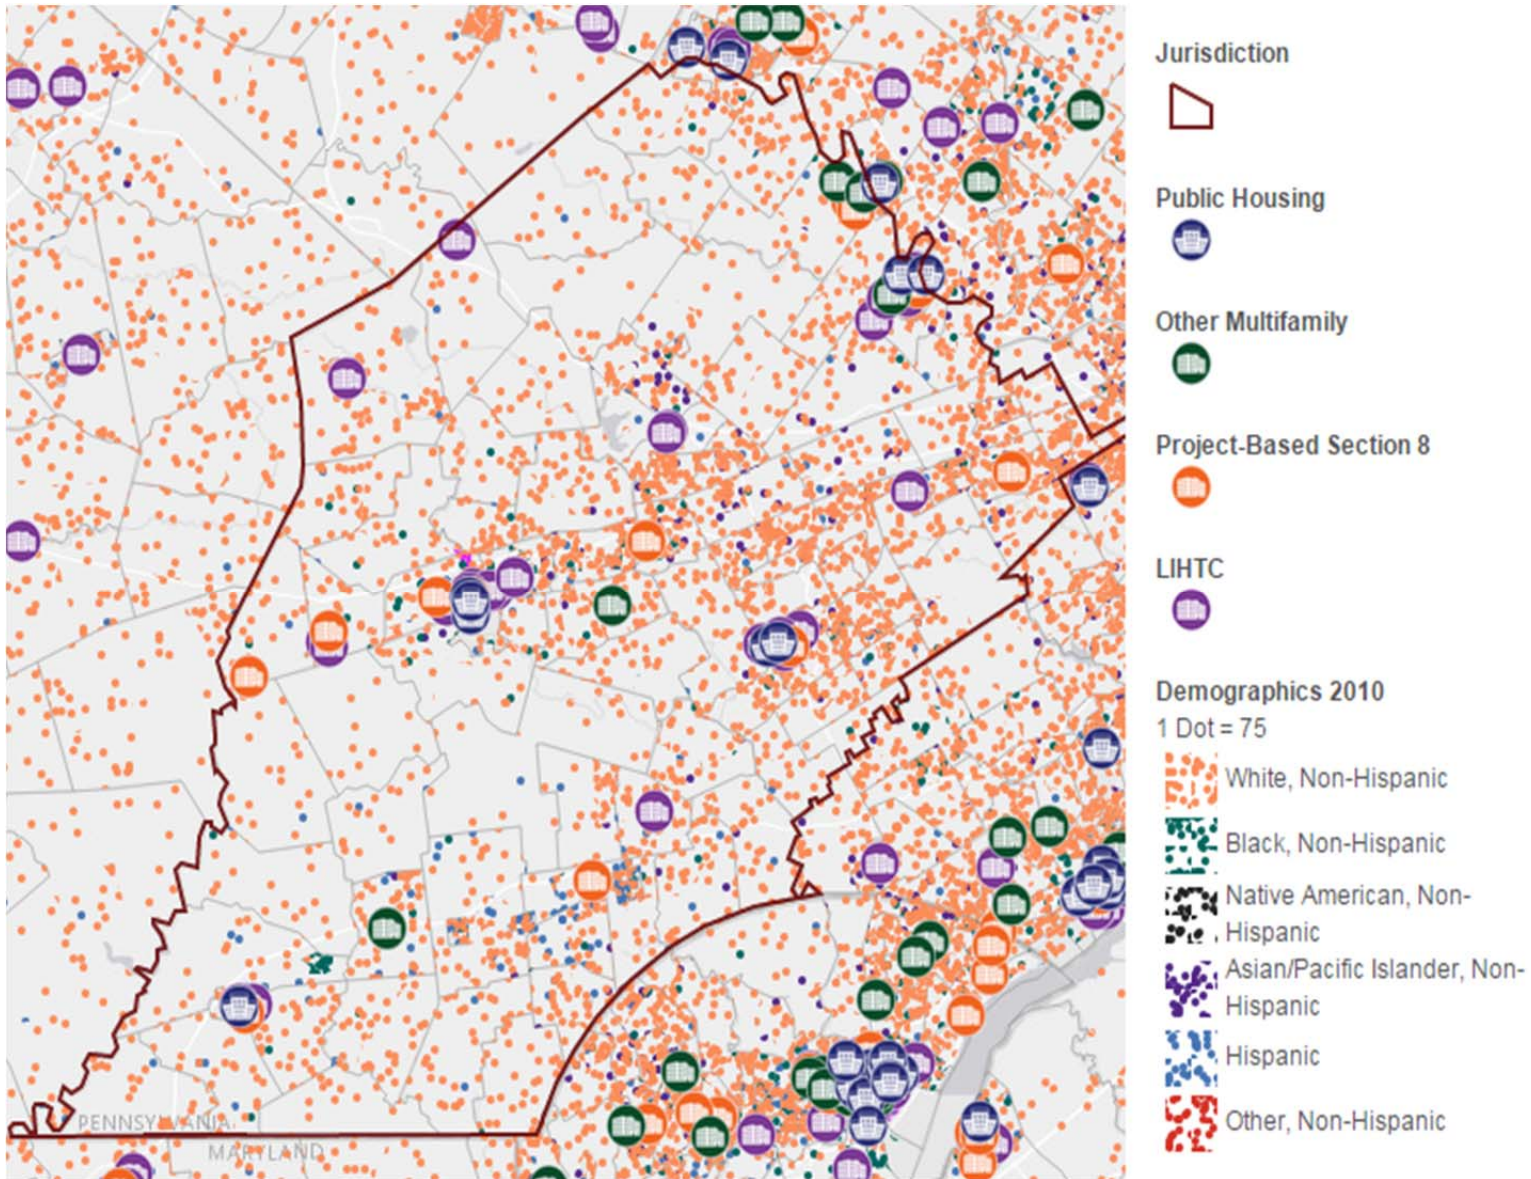 Jurisdiction
Public Housing
Other Multifamily
Project-Based Section 8
LIHTC
Demographics 2010
1 Dot = 75
White, Non-Hispanic
Black, Non-Hispanic
Native American, Non-
Hispanic
Asian/Pacific Islander, Non-
Hispanic
Hispanic
Other, Non-Hispanic
PENNSYLVANIA
MARYLAND